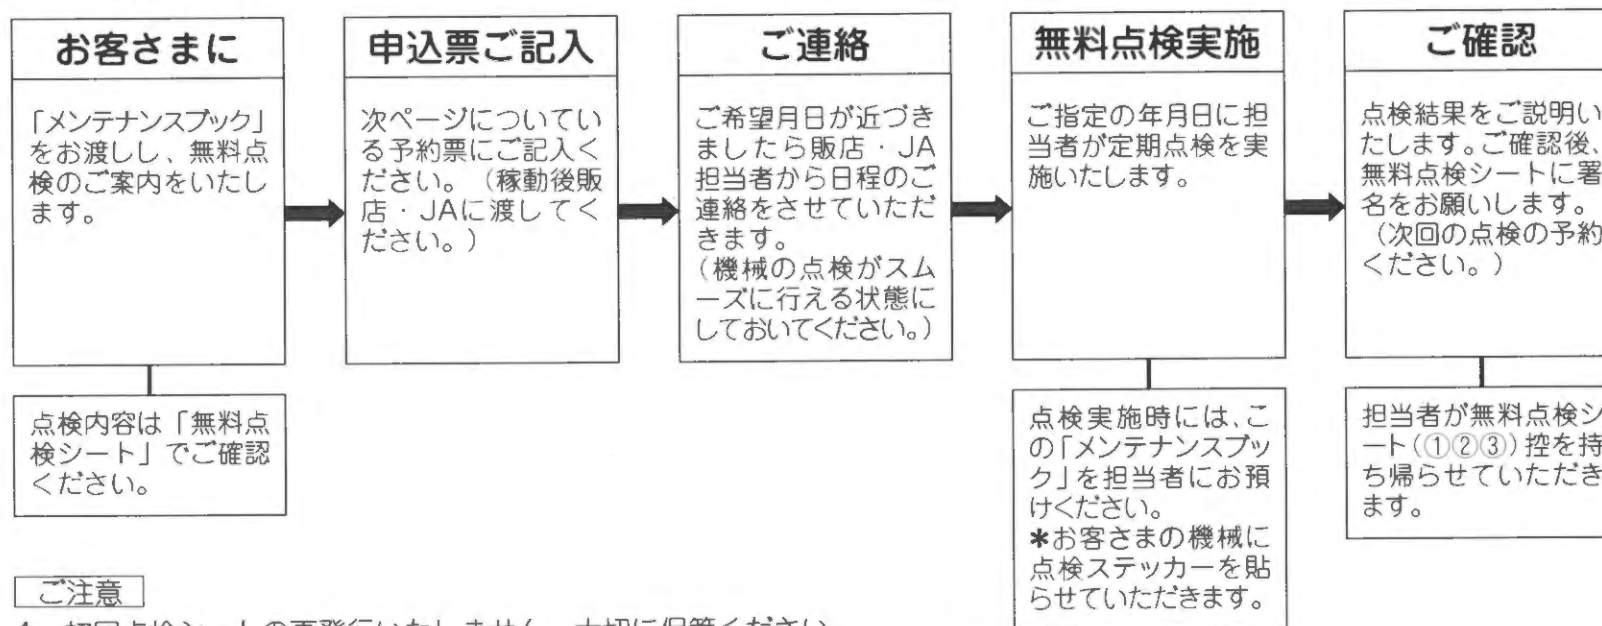 お客さまに
「メンテナンスブック」
をお渡しし、無料点
検のご案内をいたし
ます。
点検内容は「無料点
検シート」でご確認
ください。
申込票ご記入
次ページについてい
る予約票にご記入く
ださい。（稼動後販
店・JAに渡してく
ださい。）
ご連絡
ご希望月日が近づき
ましたら販店・JA
担当者から日程のご
連絡をさせていただ
きます。
（機械の点検がスム
ーズに行える状態に
しておいてください。）
無料点検実施
ご指定の年月日に担
当者が定期点検を実
施いたします。
点検実施時には、こ
の「メンテナンスブッ
ク」を担当者にお預
けください。
*お客さまの機械に
点検ステッカーを貼
らせていただきます。
ご確認
点検結果をご説明い
たします。ご確認後、
無料点検シートに署
名をお願いします。
（次回の点検の予約
ください。）
担当者が無料点検シ
ート（①②③）控を持
ち帰らせていただき
ます。
ご注意